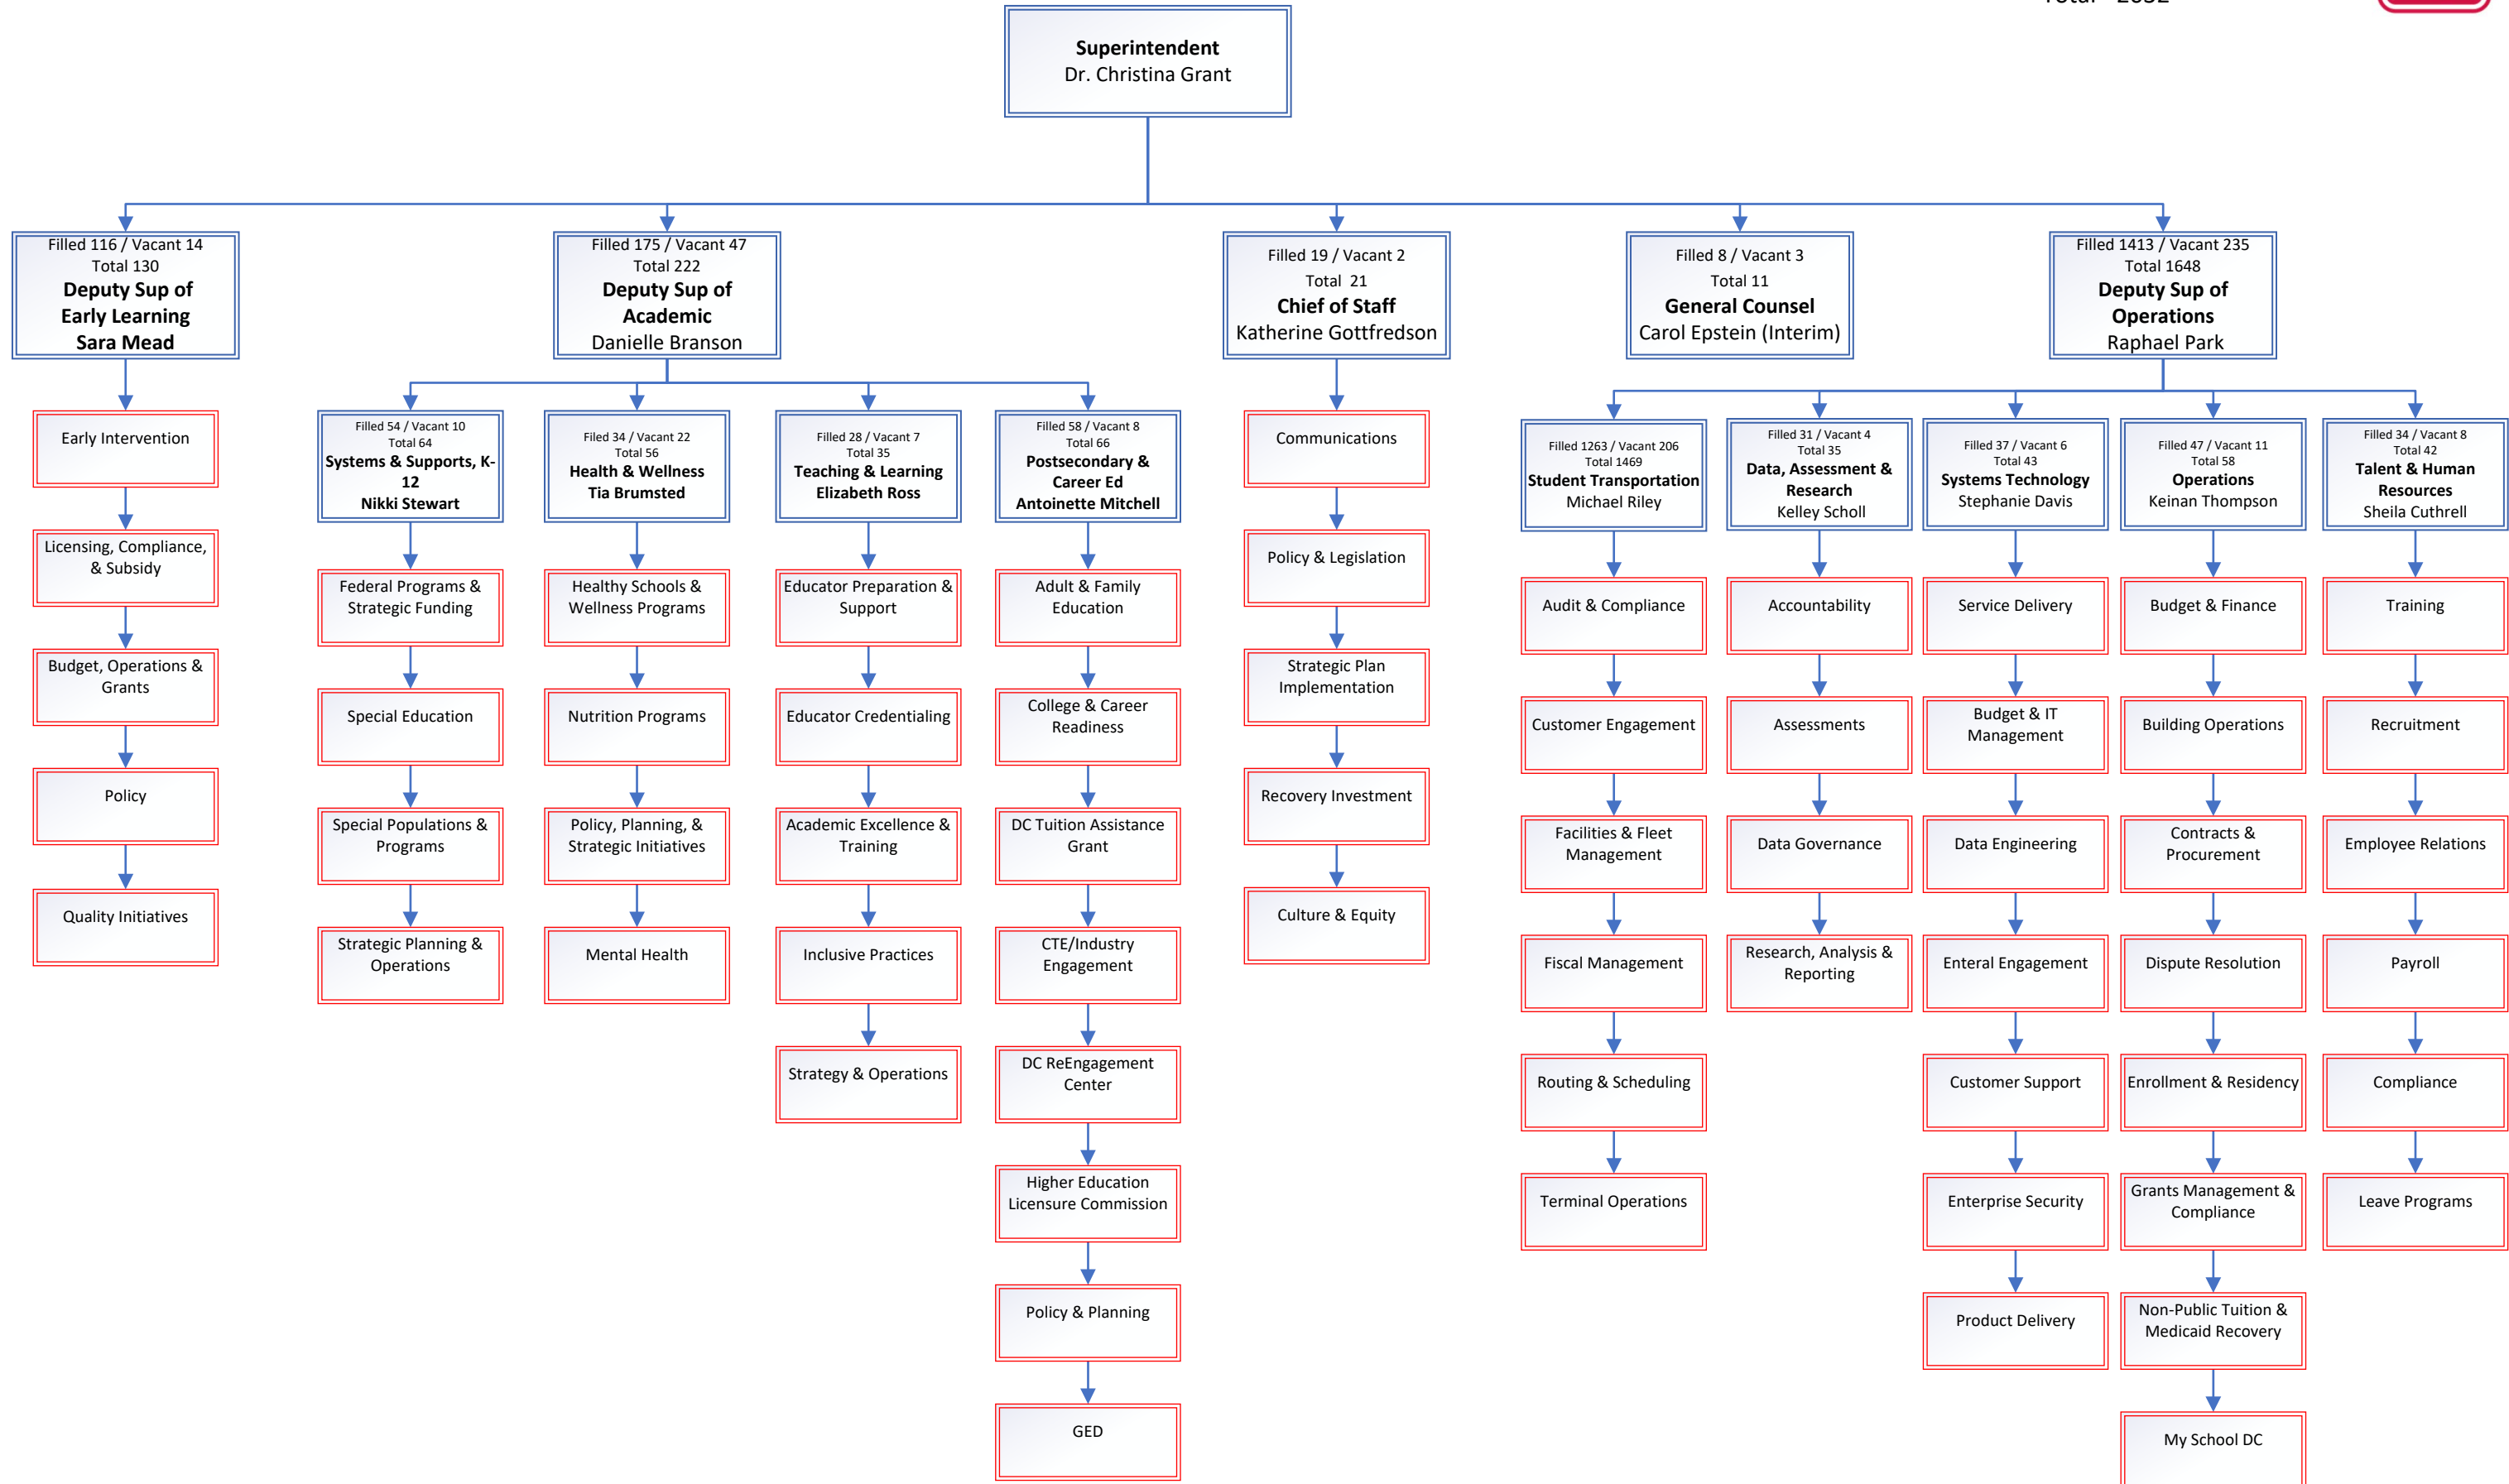 Total 2032
Superintendent
Dr. Christina Grant
Filled 116 / Vacant 14
Total 130
Deputy Sup of
Early Learning
Sara Mead
Filled 175 / Vacant 47
Total 222
Deputy Sup of
Academic
Danielle Branson
Filled 19 / Vacant 2
Total 21
Chief of Staff
Katherine Gottfredson
Filled 8 / Vacant 3
Total 11
General Counsel
Carol Epstein (Interim)
Filled 1413 / Vacant 235
Total 1648
Deputy Sup of
Operations
Raphael Park
Early Intervention
Licensing, Compliance,
& Subsidy
Budget, Operations &
Grants
Policy
Quality Initiatives
Filled 54 / Vacant 10
Total 64
Systems & Supports, K-
12
Nikki Stewart
Federal Programs &
Strategic Funding
Special Education
Special Populations &
Programs
Strategic Planning &
Operations
Filed 34 / Vacant 22
Total 56
Health & Wellness
Tia Brumsted
Healthy Schools &
Wellness Programs
Nutrition Programs
Policy, Planning, &
Strategic Initiatives
Mental Health
Filled 28 / Vacant 7
Total 35
Teaching & Learning
Elizabeth Ross
Educator Preparation &
Support
Educator Credentialing
Academic Excellence &
Training
Inclusive Practices
Strategy & Operations
Filled 58 / Vacant 8
Total 66
Postsecondary &
Career Ed
Antoinette Mitchell
Adult & Family
Education
College & Career
Readiness
DC Tuition Assistance
Grant
CTE/Industry
Engagement
DC ReEngagement
Center
Higher Education
Licensure Commission
Policy & Planning
GED
Communications
Policy & Legislation
Strategic Plan
Implementation
Recovery Investment
Culture & Equity
Filled 1263 / Vacant 206
Total 1469
Student Transportation
Michael Riley
Audit & Compliance
Customer Engagement
Facilities & Fleet
Management
Fiscal Management
Routing & Scheduling
Terminal Operations
Filled 31 / Vacant 4
Total 35
Data, Assessment &
Research
Kelley Scholl
Accountability
Assessments
Data Governance
Research, Analysis &
Reporting
Filled 37 / Vacant 6
Total 43
Systems Technology
Stephanie Davis
Service Delivery
Budget & IT
Management
Data Engineering
Enteral Engagement
Customer Support
Enterprise Security
Product Delivery
Filled 47 / Vacant 11
Total 58
Operations
Keinan Thompson
Budget & Finance
Building Operations
Contracts &
Procurement
Dispute Resolution
Enrollment & Residency
Grants Management &
Compliance
Non-Public Tuition &
Medicaid Recovery
My School DC
Filled 34 / Vacant 8
Total 42
Talent & Human
Resources
Sheila Cuthrell
Training
Recruitment
Employee Relations
Payroll
Compliance
Leave Programs